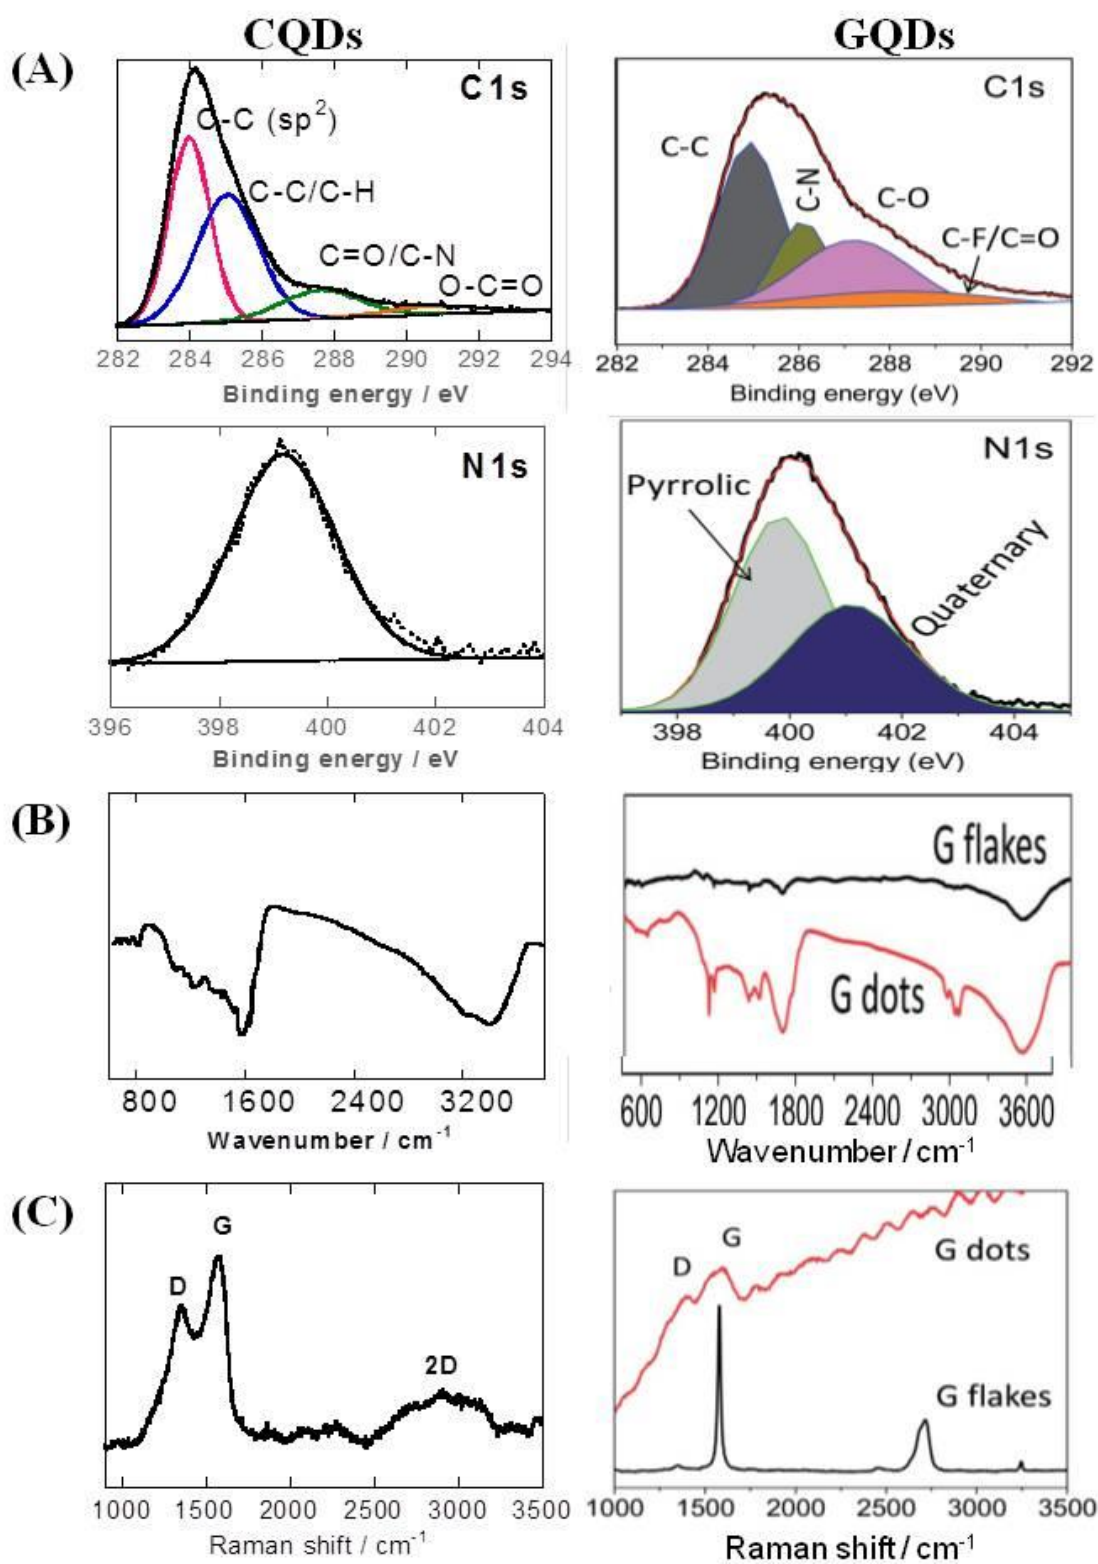 CQDs
GQDs
(A)
C1s
C-C (sp²)
C-C/C-H
C=O/C-N
O-C=O
282 284 286 288 290 292 294
Binding energy / eV
C1s
C-C
C-N
C-O
C-F/C=O
282 284 286 288 290 292
Binding energy (eV)
N1s
396 398 400 402 404
Binding energy / eV
N1s
Pyrrolic
Quaternary
398 400 402 404
Binding energy (eV)
(B)
800 1600 2400 3200
Wavenumber / cm⁻¹
G flakes
G dots
600 1200 1800 2400 3000 3600
Wavenumber / cm⁻¹
(C)
D
G
2D
1000 1500 2000 2500 3000 3500
Raman shift / cm⁻¹
D
G
G dots
G flakes
1000 1500 2000 2500 3000 3500
Raman shift / cm⁻¹